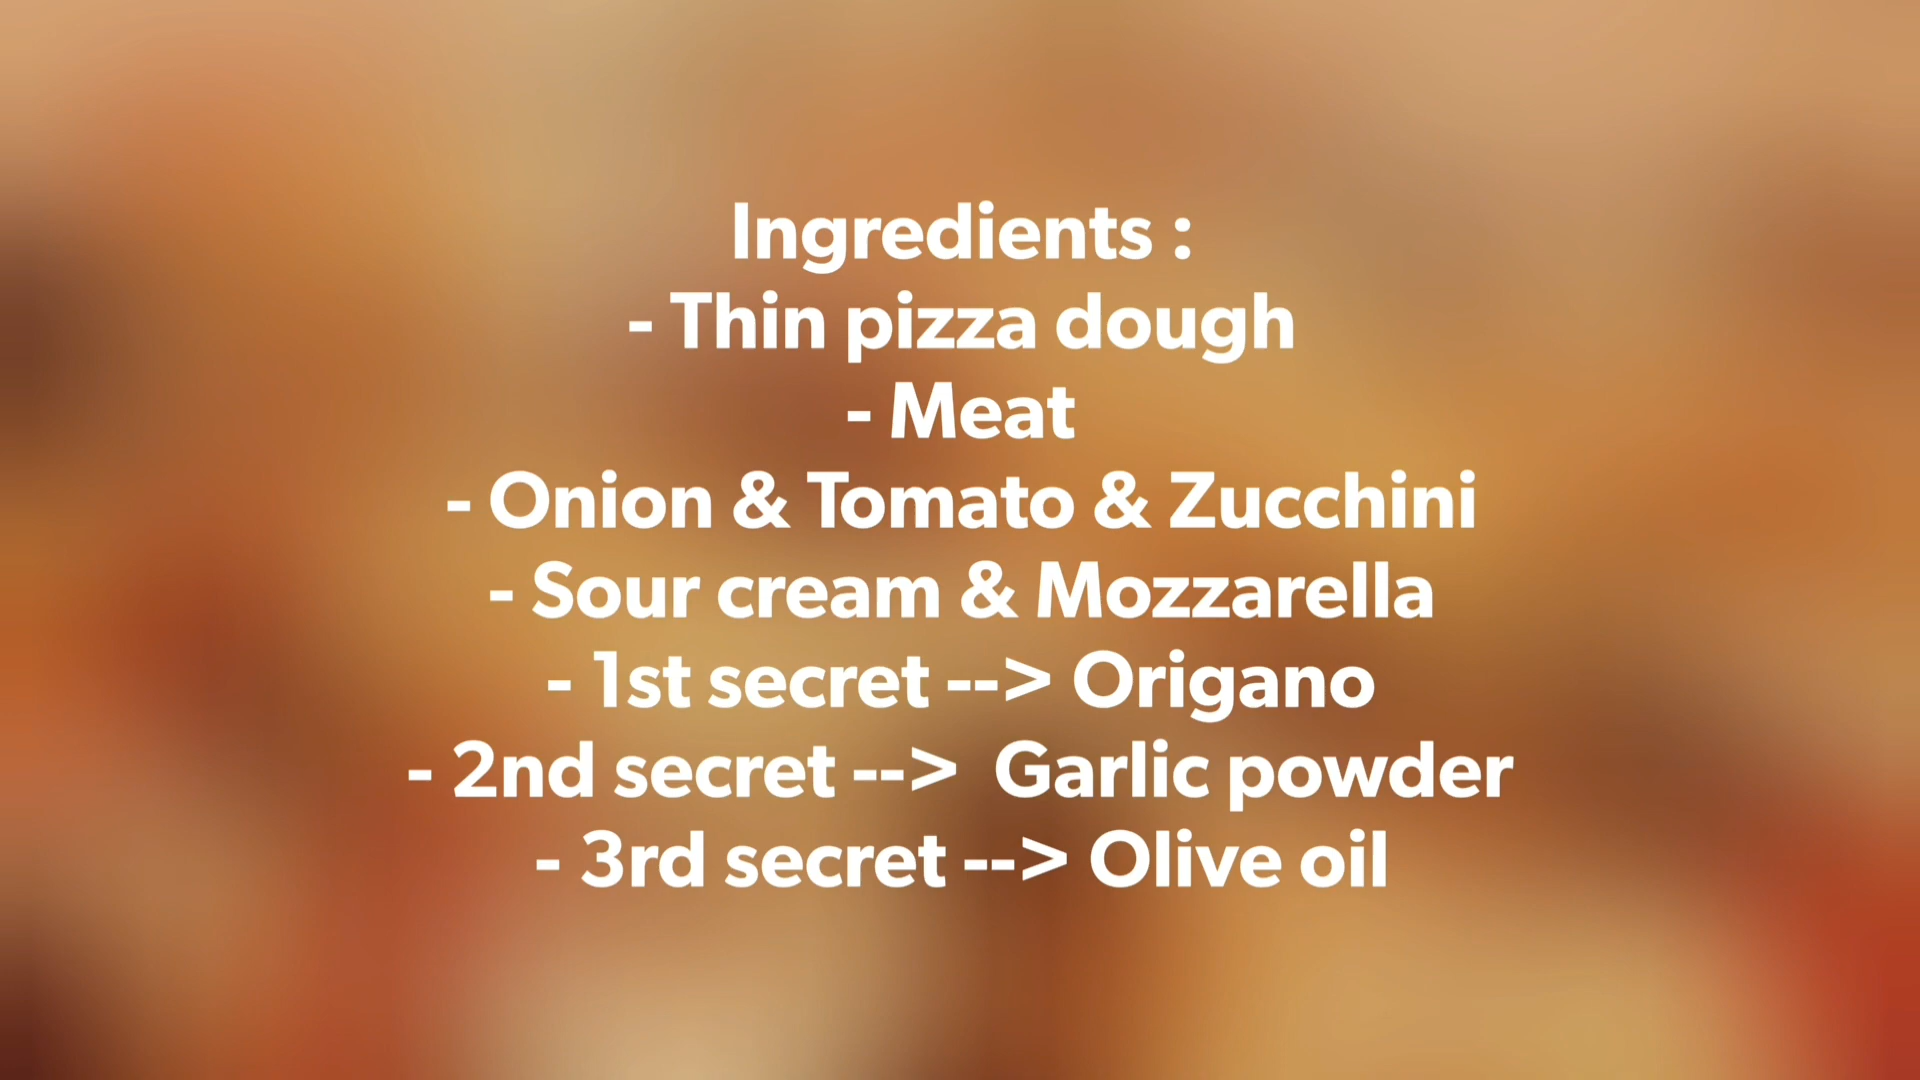 Ingredients :
- Thin pizza dough
- Meat
- Onion & Tomato & Zucchini
- Sour cream & Mozzarella
- 1st secret --> Origano
- 2nd secret -->  Garlic powder
- 3rd secret --> Olive oil